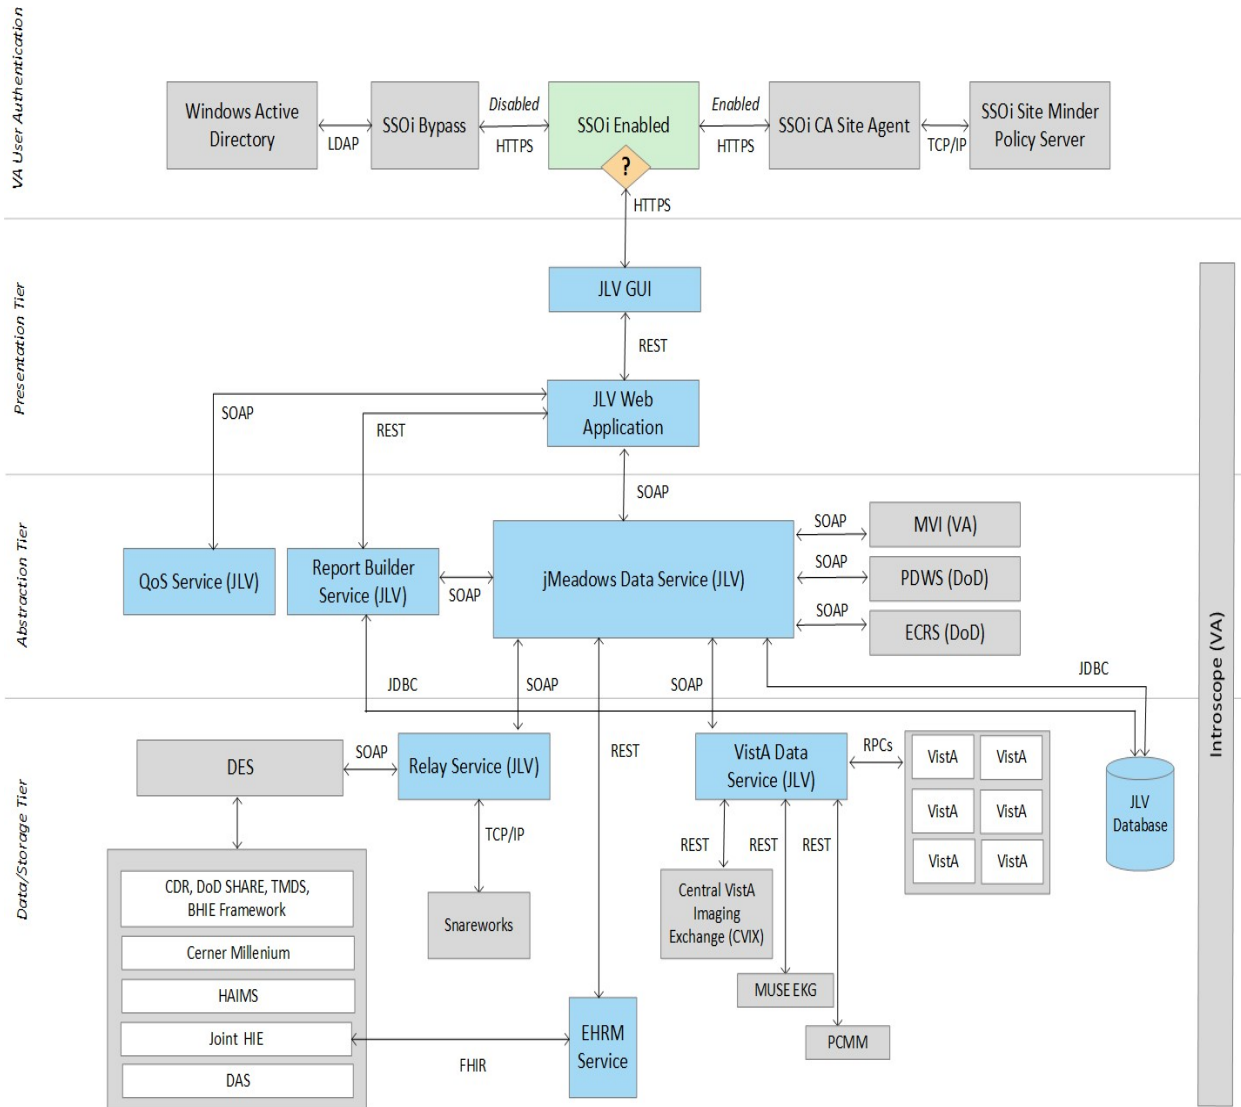 VA User Authentication
Windows Active
Directory
LDAP
SSOi Bypass
Disabled
HTTPS
SSOi Enabled
?
Enabled
HTTPS
SSOi CA Site Agent
TCP/IP
SSOi Site Minder
Policy Server
HTTPS
Presentation Tier
JLV GUI
REST
JLV Web
Application
SOAP
REST
SOAP
Abstraction Tier
QoS Service (JLV)
Report Builder
Service (JLV)
SOAP
jMeadows Data Service (JLV)
SOAP
MVI (VA)
SOAP
PDWS (DoD)
SOAP
ECRS (DoD)
JDBC
SOAP
SOAP
JDBC
Introscope (VA)
Data/Storage Tier
DES
SOAP
Relay Service (JLV)
REST
VistA Data
Service (JLV)
RPCs
VistA
VistA
VistA
VistA
VistA
VistA
JLV
Database
TCP/IP
REST
REST
REST
CDR, DoD SHARE, TMDS,
BHIE Framework
Cerner Millenium
HAIMS
Joint HIE
DAS
Snareworks
Central VistA
Imaging
Exchange (CVIX)
MUSE EKG
PCMM
FHIR
EHRM
Service